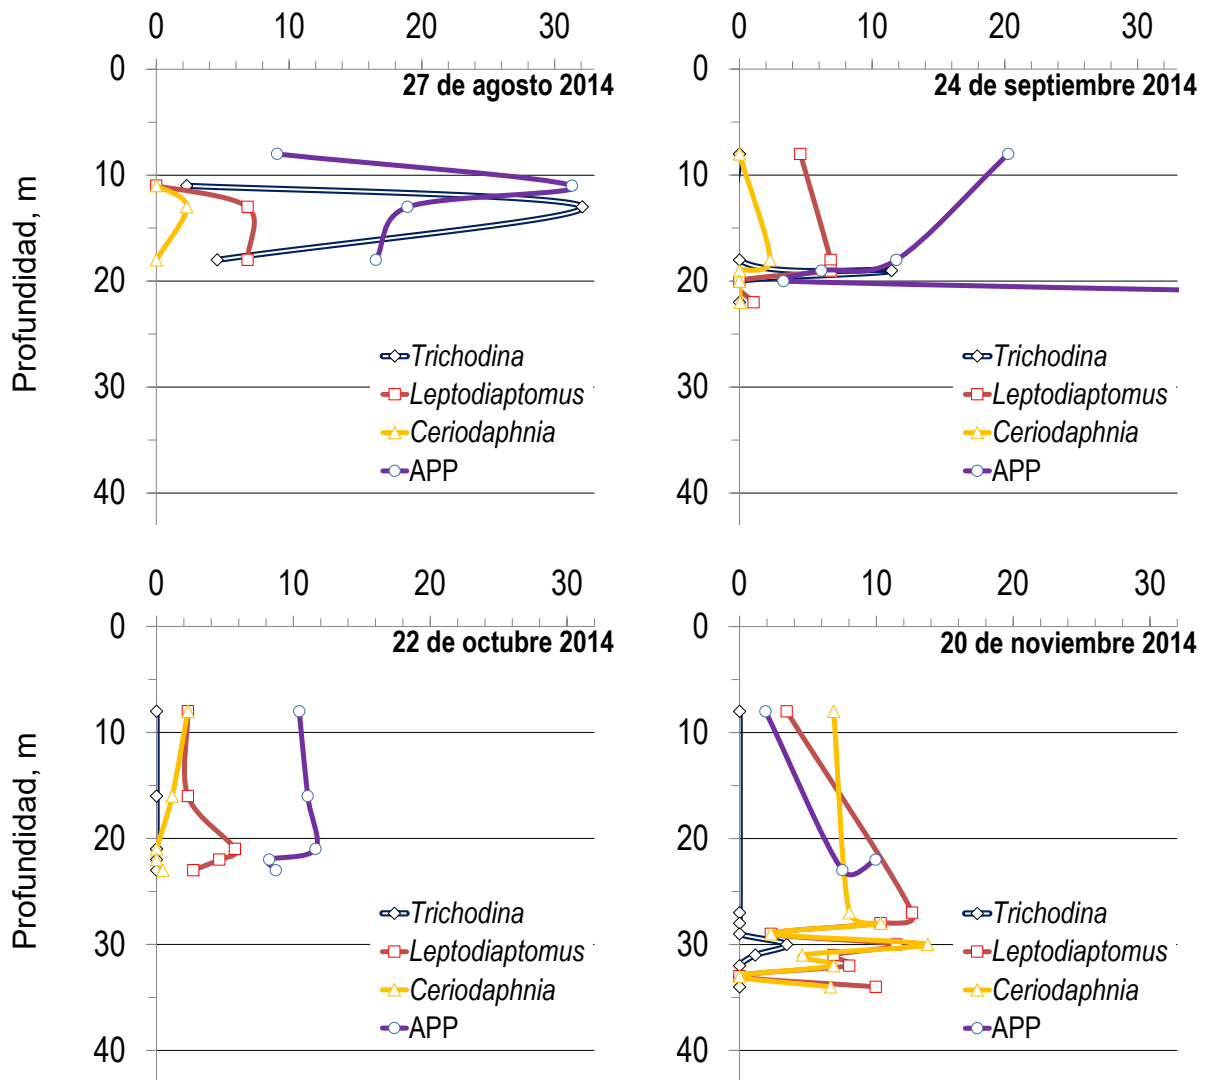 0 10 20 30
0
10
20
30
40
Profundidad, m
27 de agosto 2014
Trichodina
Leptodiaptomus
Ceriodaphnia
APP
0 10 20 30
0
10
20
30
40
24 de septiembre 2014
Trichodina
Leptodiaptomus
Ceriodaphnia
APP
0 10 20 30
0
10
20
30
40
Profundidad, m
22 de octubre 2014
Trichodina
Leptodiaptomus
Ceriodaphnia
APP
0 10 20 30
0
10
20
30
40
20 de noviembre 2014
Trichodina
Leptodiaptomus
Ceriodaphnia
APP